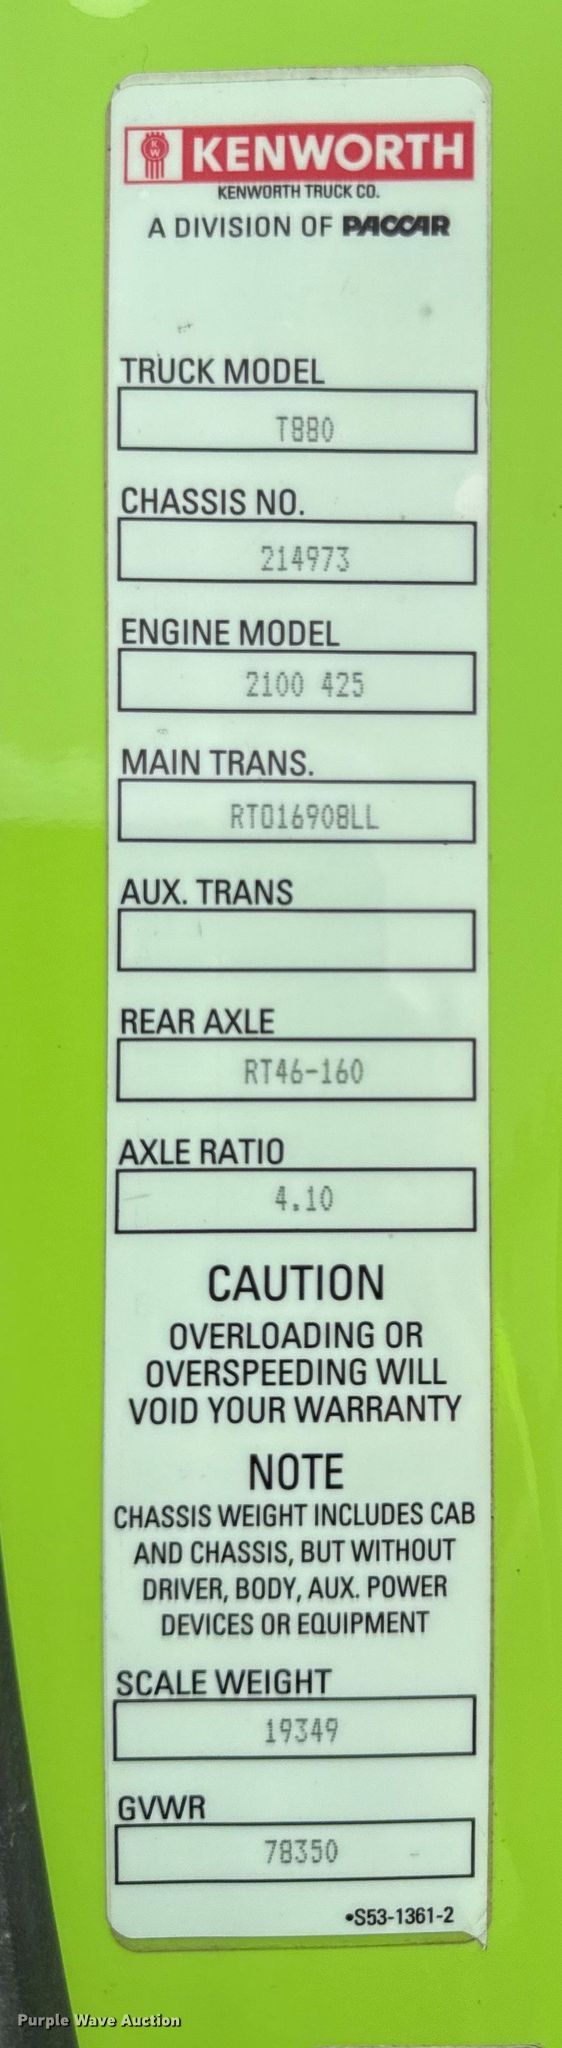 KW KENWORTH
KENWORTH TRUCK CO.
A DIVISION OF PACCAR
TRUCK MODEL
T880
CHASSIS NO.
214973
ENGINE MODEL
2100 425
MAIN TRANS.
RTO16908LL
AUX. TRANS
REAR AXLE
RT46-160
AXLE RATIO
4.10
CAUTION
OVERLOADING OR
OVERSPEEDING WILL
VOID YOUR WARRANTY
NOTE
CHASSIS WEIGHT INCLUDES CAB
AND CHASSIS, BUT WITHOUT
DRIVER, BODY, AUX. POWER
DEVICES OR EQUIPMENT
SCALE WEIGHT
19349
GVWR
78350
•S53-1361-2
Purple Wave Auction